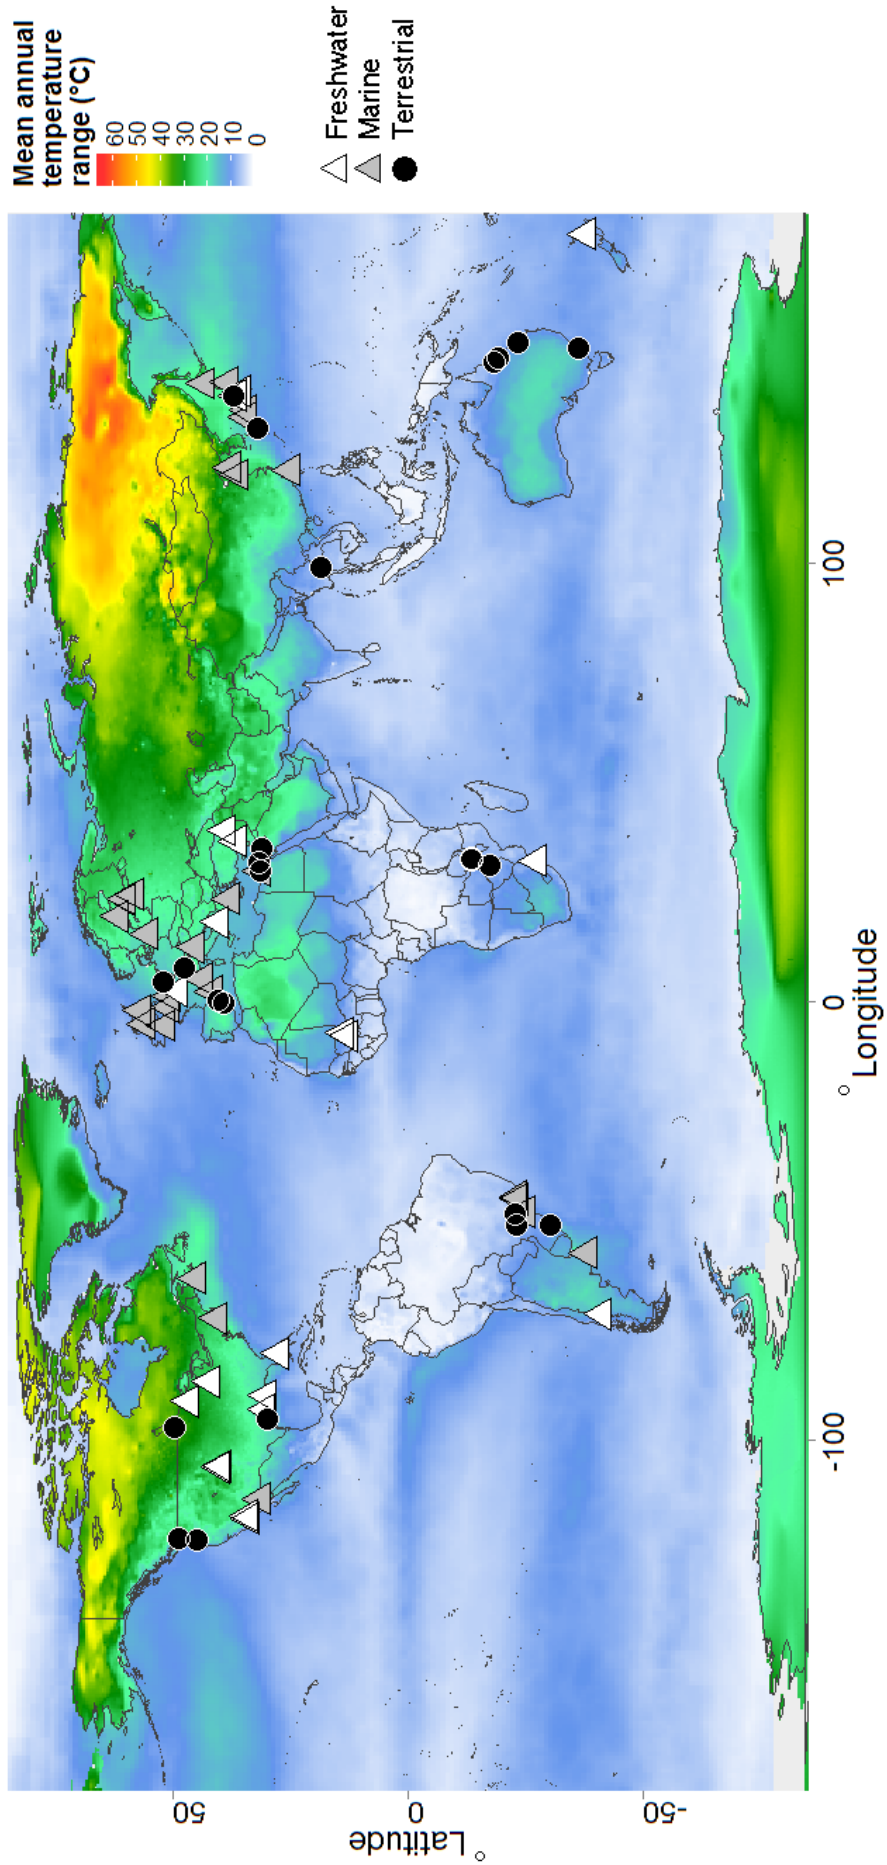 Mean annual
temperature
range (°C)
60
50
40
30
20
10
0
Freshwater
Marine
Terrestrial
50
0
-50
° Latitude
-100
0
100
° Longitude